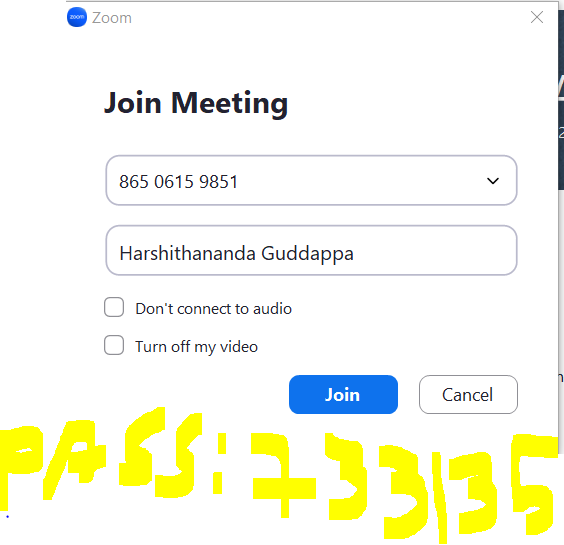 zoom Zoom
Join Meeting
865 0615 9851
Harshithananda Guddappa
Don't connect to audio
Turn off my video
Join Cancel
PASS: 733135